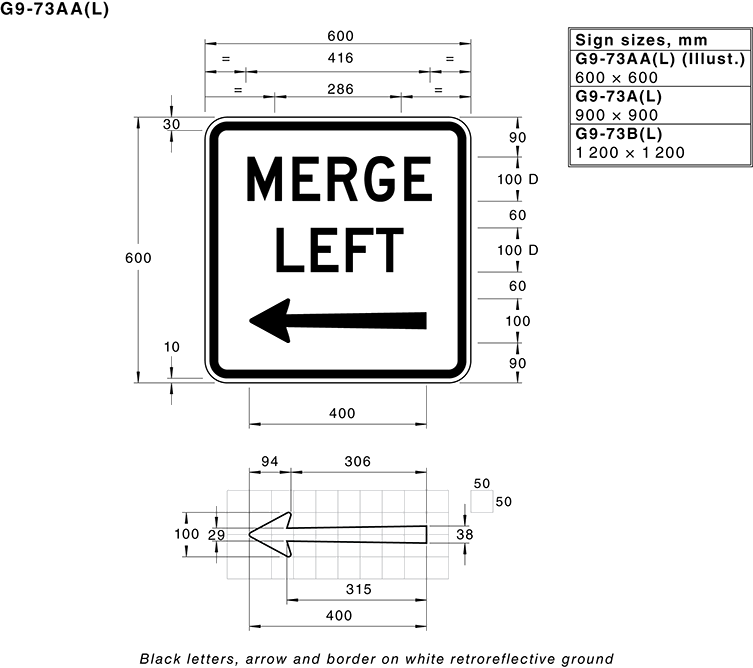 G9-73AA(L)
600
= 416 =
= 286 =
Sign sizes, mm
G9-73AA(L) (Illust.)
600 × 600
G9-73A(L)
900 × 900
G9-73B(L)
1 200 × 1 200
30
90
MERGE
100 D
60
LEFT
100 D
600
60
100
10
90
400
94 306
50
50
100 29 38
315
400
Black letters, arrow and border on white retroreflective ground